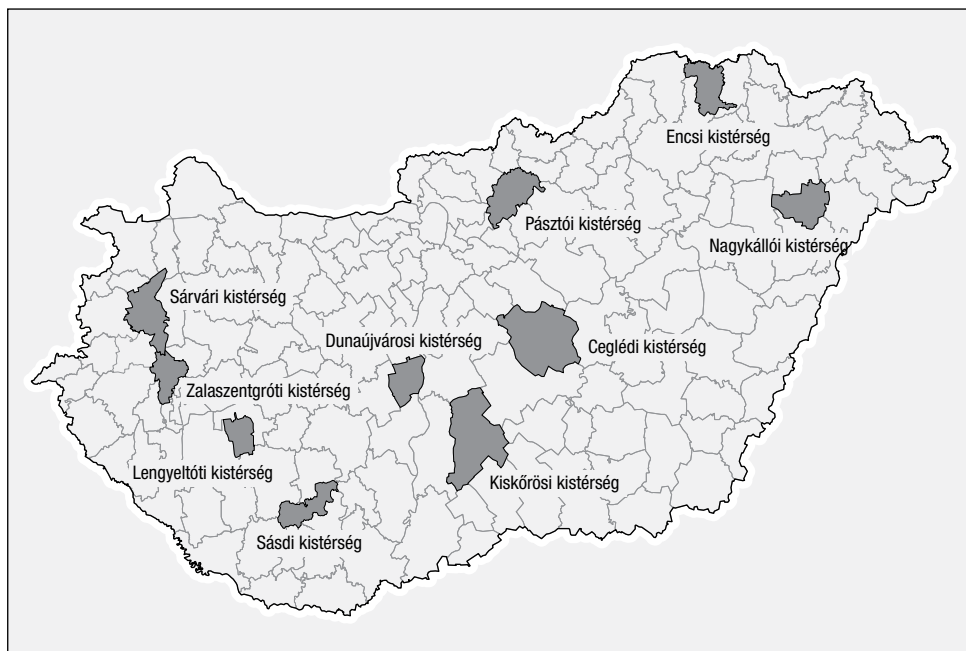 Encsi kistérség
Pásztói kistérség
Nagykállói kistérség
Sárvári kistérség
Dunaújvárosi kistérség
Ceglédi kistérség
Zalaszentgróti kistérség
Lengyeltóti kistérség
Kiskőrösi kistérség
Sásdi kistérség